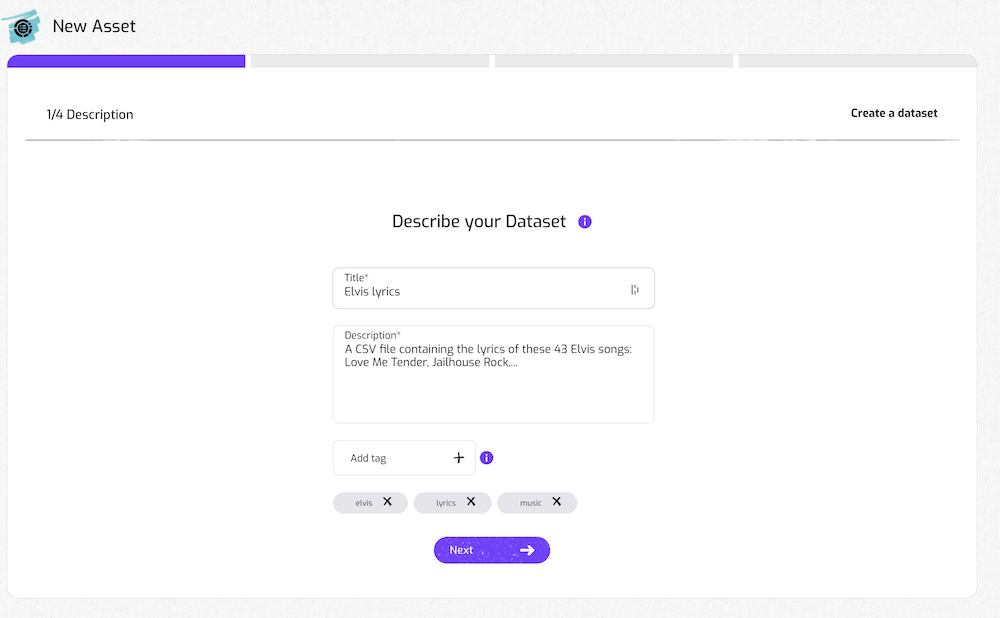 New Asset
1/4 Description
Create a dataset
Describe your Dataset
Title*
Elvis lyrics
Description*
A CSV file containing the lyrics of these 43 Elvis songs:
Love Me Tender, Jailhouse Rock,...
Add tag
elvis
lyrics
music
Next